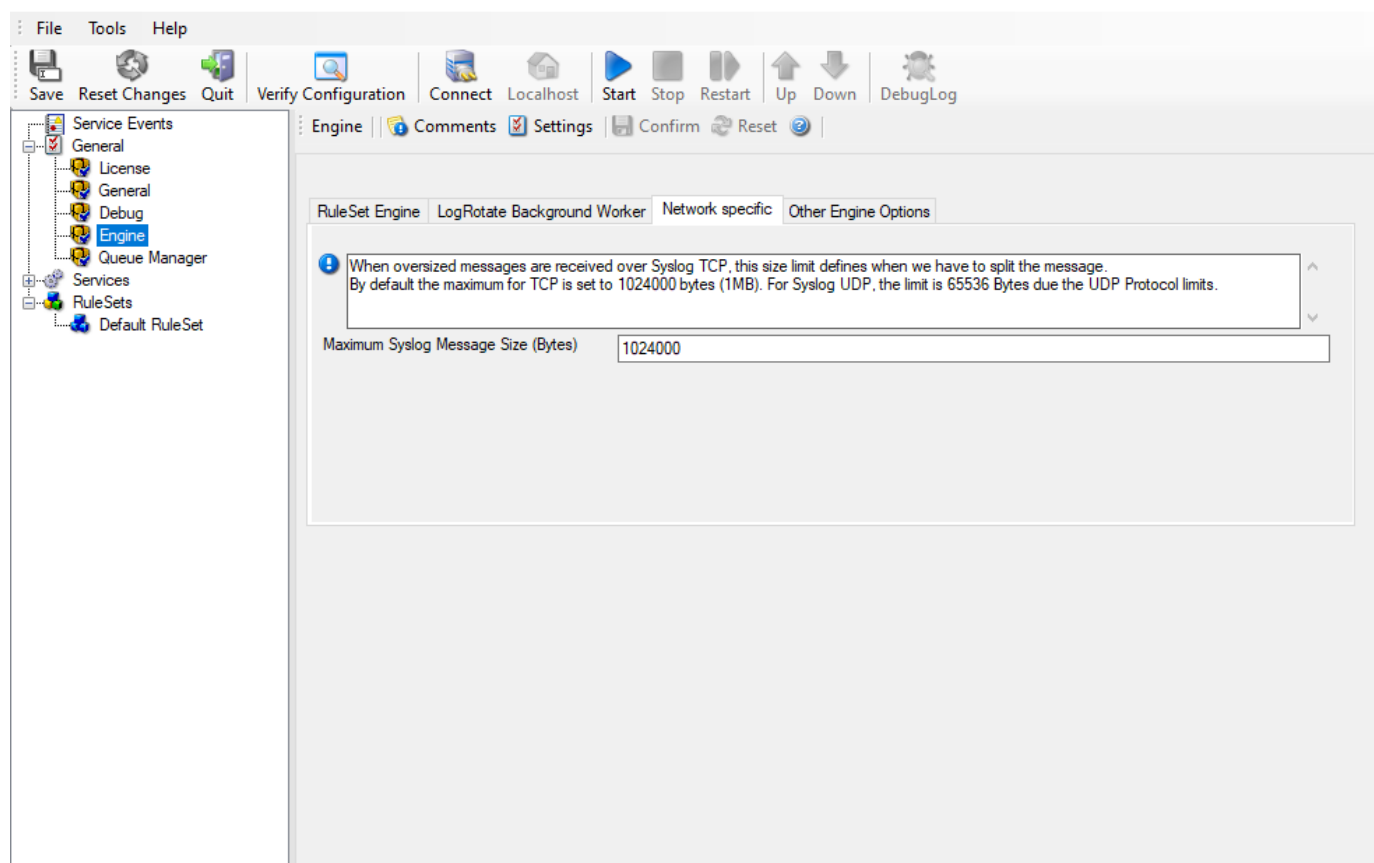 File Tools Help
Save Reset Changes Quit Verify Configuration Connect Localhost Start Stop Restart Up Down DebugLog
Service Events
General
License
General
Debug
Engine
Queue Manager
Services
RuleSets
Default RuleSet
Engine Comments Settings Confirm Reset
RuleSet Engine LogRotate Background Worker Network specific Other Engine Options
When oversized messages are received over Syslog TCP, this size limit defines when we have to split the message.
By default the maximum for TCP is set to 1024000 bytes (1MB). For Syslog UDP, the limit is 65536 Bytes due the UDP Protocol limits.
Maximum Syslog Message Size (Bytes) 1024000